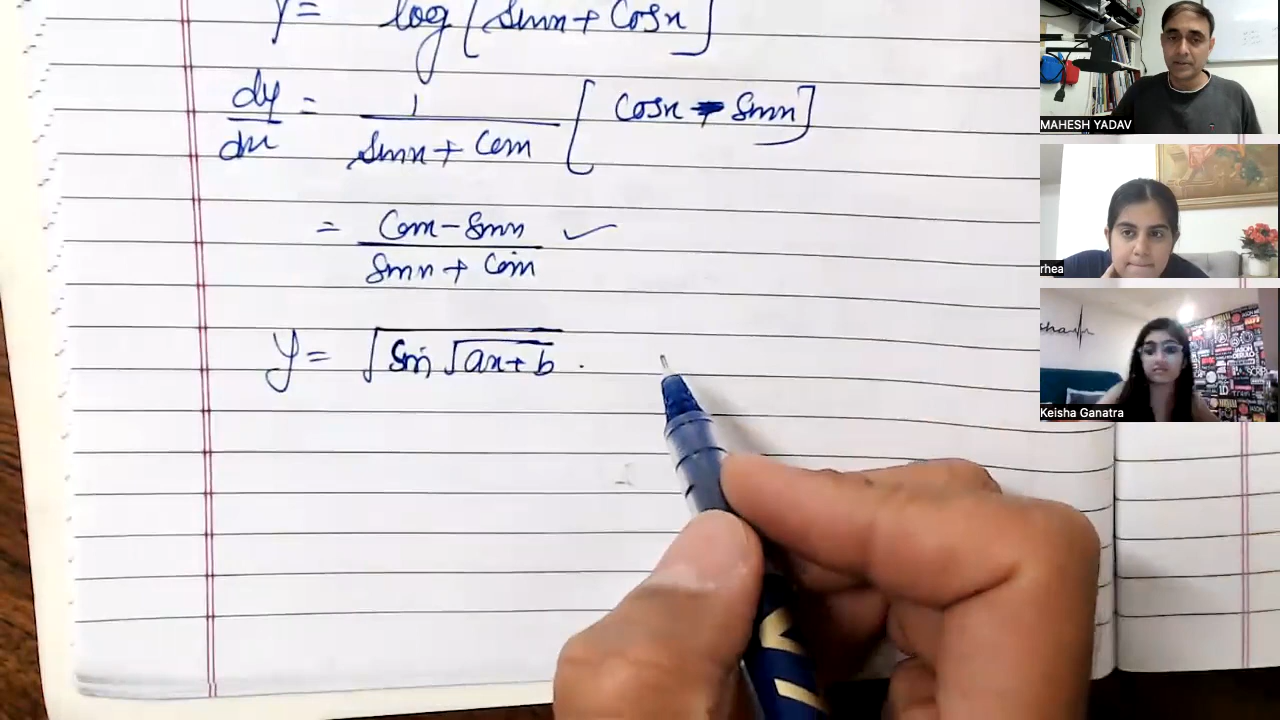 y = log [sinx + cosx]
dy/dx = 1/(sinx + cosx) [cosx - sinx]
= (cosx - sinx)/(sinx + cosx) ✓
y = √(sin √(ax + b)) .
MAHESH YADAV
rhea
Keisha Ganatra